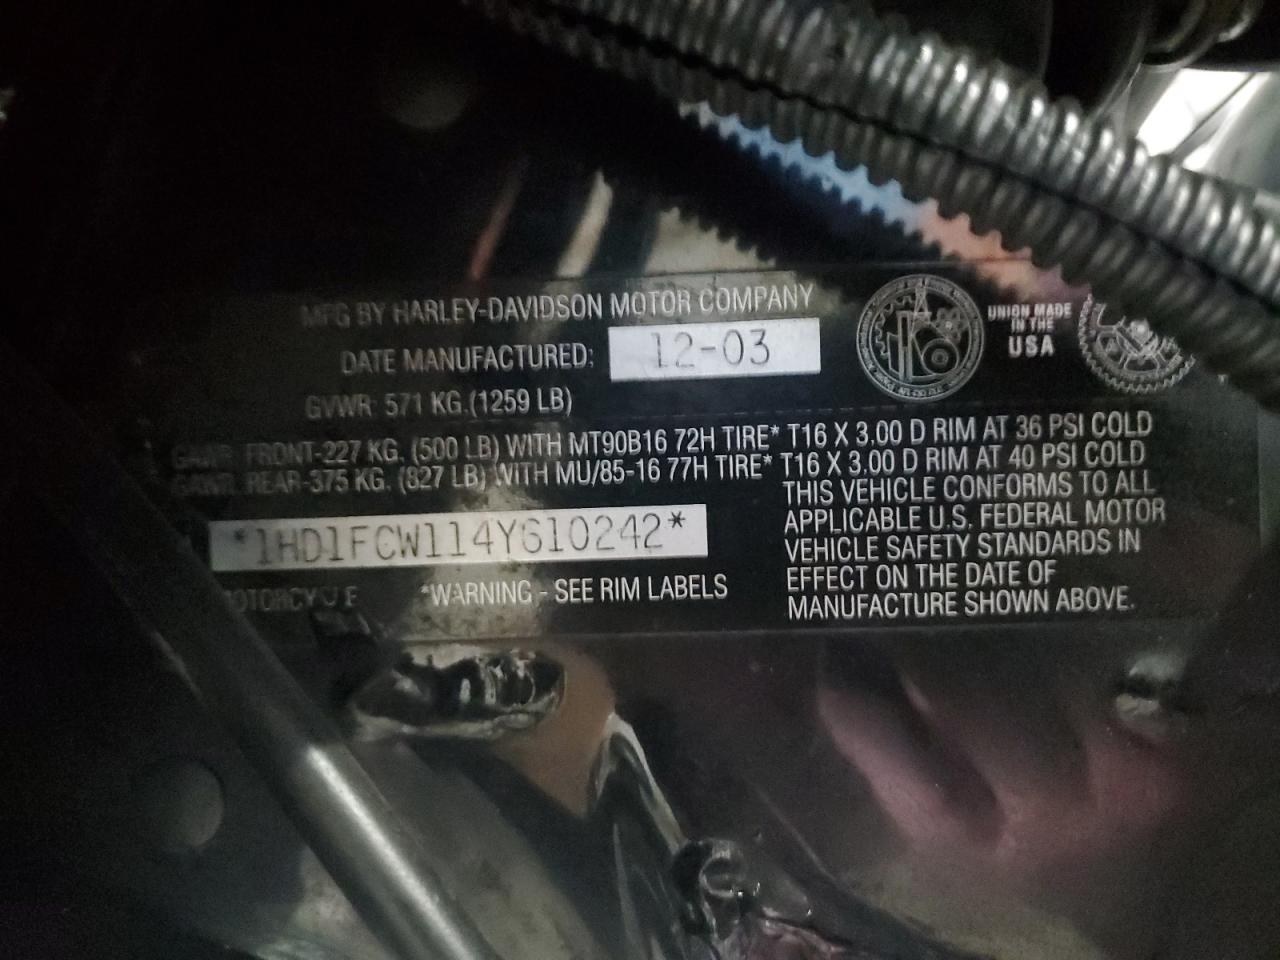 MFG BY HARLEY-DAVIDSON MOTOR COMPANY
DATE MANUFACTURED: 12-03
GVWR 571 KG.(1259 LB)
UNION MADE
IN THE
USA
GAWR FRONT-227 KG. (500 LB) WITH MT90B16 72H TIRE* T16 X 3.00 D RIM AT 36 PSI COLD
GAWR REAR-375 KG. (827 LB) WITH MU/85-16 77H TIRE* T16 X 3.00 D RIM AT 40 PSI COLD
THIS VEHICLE CONFORMS TO ALL
APPLICABLE U.S. FEDERAL MOTOR
VEHICLE SAFETY STANDARDS IN
EFFECT ON THE DATE OF
MANUFACTURE SHOWN ABOVE.
*1HD1FCW114Y610242*
MOTORCYCLE *WARNING - SEE RIM LABELS